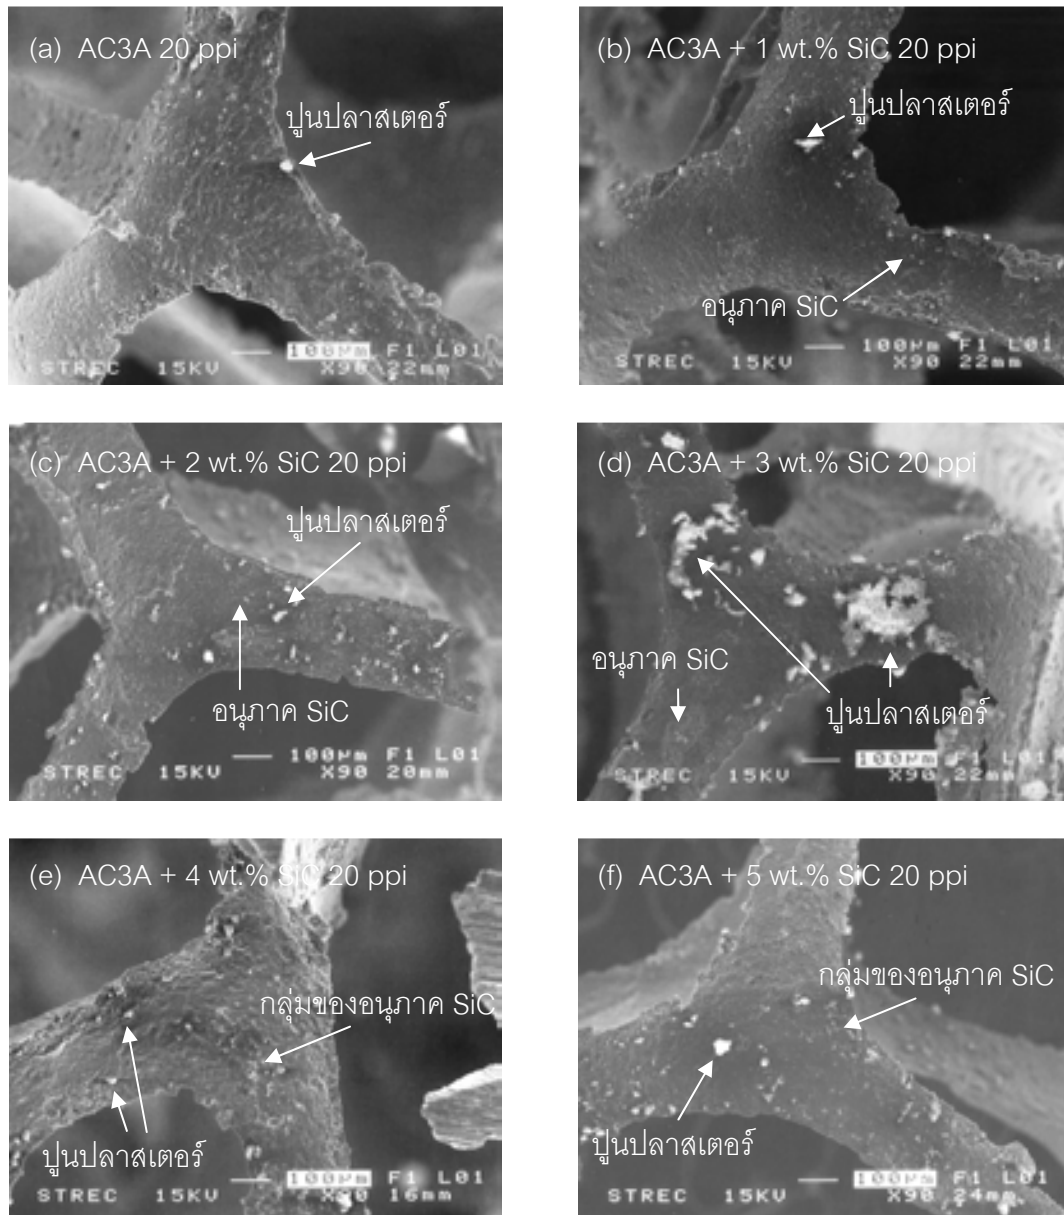 (a) AC3A 20 ppi
ปูนปลาสเตอร์
100µm F1 L01
STREC 15KV X90 22mm
(b) AC3A + 1 wt.% SiC 20 ppi
ปูนปลาสเตอร์
อนุภาค SiC
100µm F1 L01
STREC 15KV X90 22mm
(c) AC3A + 2 wt.% SiC 20 ppi
ปูนปลาสเตอร์
อนุภาค SiC
100µm F1 L01
STREC 15KV X90 20mm
(d) AC3A + 3 wt.% SiC 20 ppi
อนุภาค SiC
ปูนปลาสเตอร์
100µm F1 L01
STREC 15KV X90 22mm
(e) AC3A + 4 wt.% SiC 20 ppi
กลุ่มของอนุภาค SiC
ปูนปลาสเตอร์
100µm F1 L01
STREC 15KV X90 16mm
(f) AC3A + 5 wt.% SiC 20 ppi
กลุ่มของอนุภาค SiC
ปูนปลาสเตอร์
100µm F1 L01
STREC 15KV X90 24mm